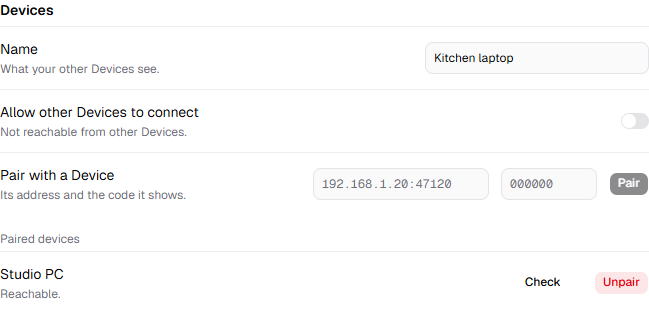 Devices
Name
What your other Devices see.
Kitchen laptop
Allow other Devices to connect
Not reachable from other Devices.
Pair with a Device
Its address and the code it shows.
192.168.1.20:47120
000000
Pair
Paired devices
Studio PC
Reachable.
Check
Unpair